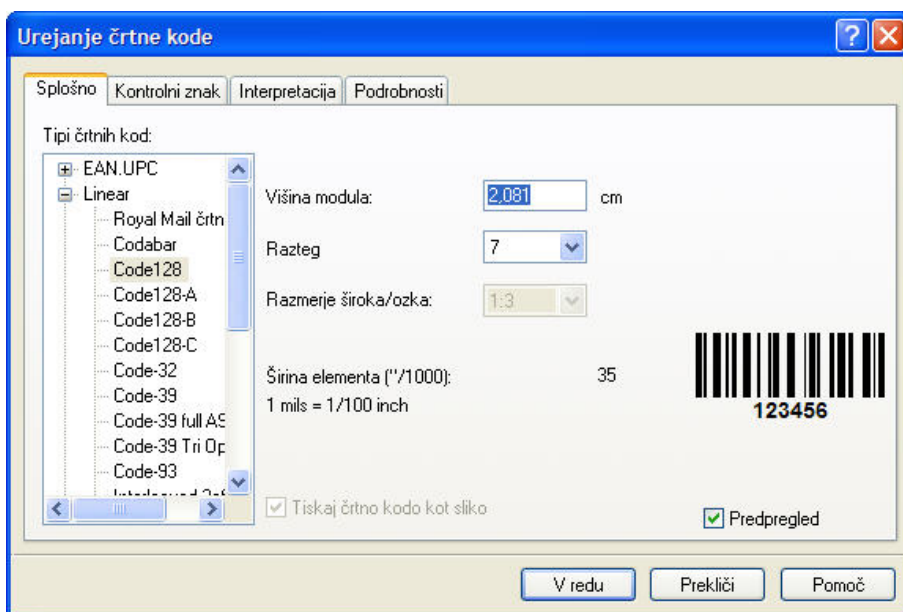 Urejanje črtne kode
Splošno Kontrolni znak Interpretacija Podrobnosti
Tipi črtnih kod:
EAN.UPC
Linear
Royal Mail črtn
Codabar
Code128
Code128-A
Code128-B
Code128-C
Code-32
Code-39
Code-39 full AS
Code-39 Tri Op
Code-93
Višina modula: 2,081 cm
Razteg 7
Razmerje široka/ozka: 1:3
Širina elementa (''/1000): 35
1 mils = 1/100 inch
123456
Tiskaj črtno kodo kot sliko
Predpregled
V redu Prekliči Pomoč